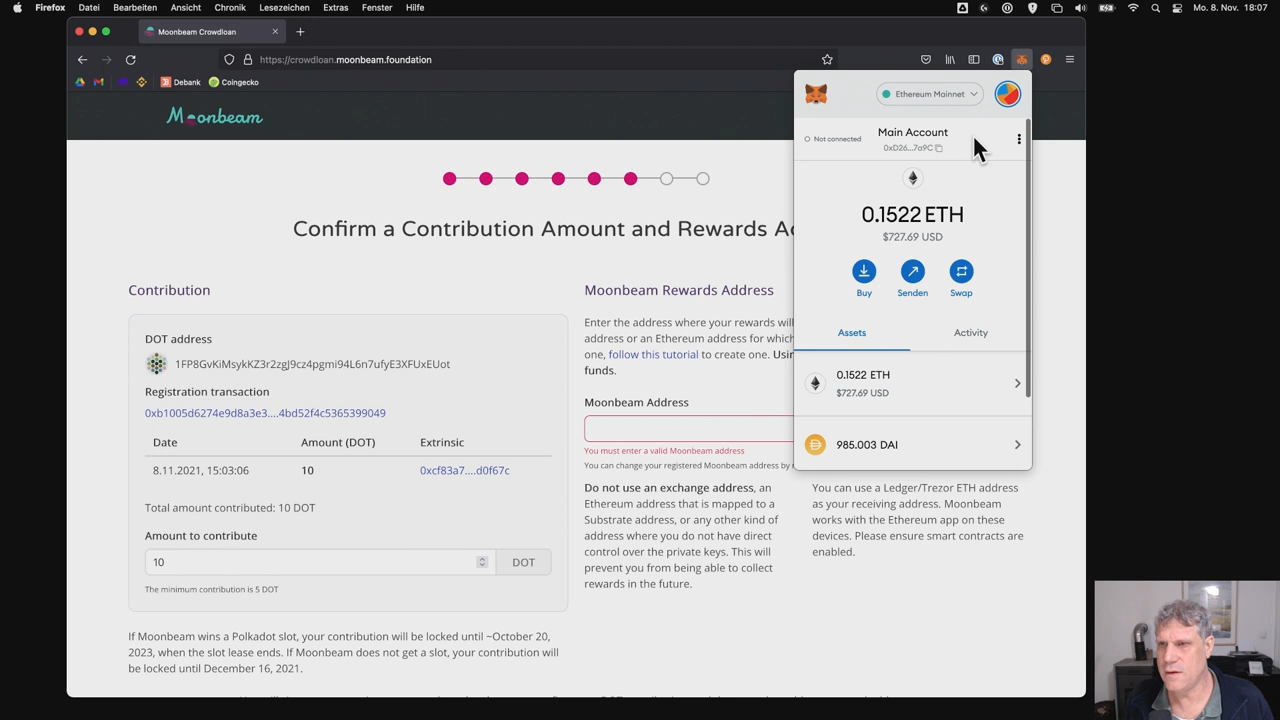 Firefox Datei Bearbeiten Ansicht Chronik Lesezeichen Extras Fenster Hilfe
Mo. 8. Nov. 18:07
Moonbeam Crowdloan
https://crowdloan.moonbeam.foundation
Debank Coingecko
Moonbeam
Confirm a Contribution Amount and Rewards Ad
Contribution
DOT address
1FP8GvKiMsykKZ3r2zgJ9cz4pgmi94L6n7ufyE3XFUxEUot
Registration transaction
0xb1005d6274e9d8a3e3....4bd52f4c5365399049
Date Amount (DOT) Extrinsic
8.11.2021, 15:03:06 10 0xcf83a7....d0f67c
Total amount contributed: 10 DOT
Amount to contribute
10 DOT
The minimum contribution is 5 DOT
If Moonbeam wins a Polkadot slot, your contribution will be locked until ~October 20,
2023, when the slot lease ends. If Moonbeam does not get a slot, your contribution
will be locked until December 16, 2021.
Moonbeam Rewards Address
Enter the address where your rewards will
address or an Ethereum address for which
one, follow this tutorial to create one. Using
funds.
Moonbeam Address
You must enter a valid Moonbeam address
You can change your registered Moonbeam address by
Do not use an exchange address, an
Ethereum address that is mapped to a
Substrate address, or any other kind of
address where you do not have direct
control over the private keys. This will
prevent you from being able to collect
rewards in the future.
You can use a Ledger/Trezor ETH address
as your receiving address. Moonbeam
works with the Ethereum app on these
devices. Please ensure smart contracts are
enabled.
Ethereum Mainnet
Not connected
Main Account
0xD26...7a9C
0.1522 ETH
$727.69 USD
Buy Senden Swap
Assets Activity
0.1522 ETH
$727.69 USD
985.003 DAI